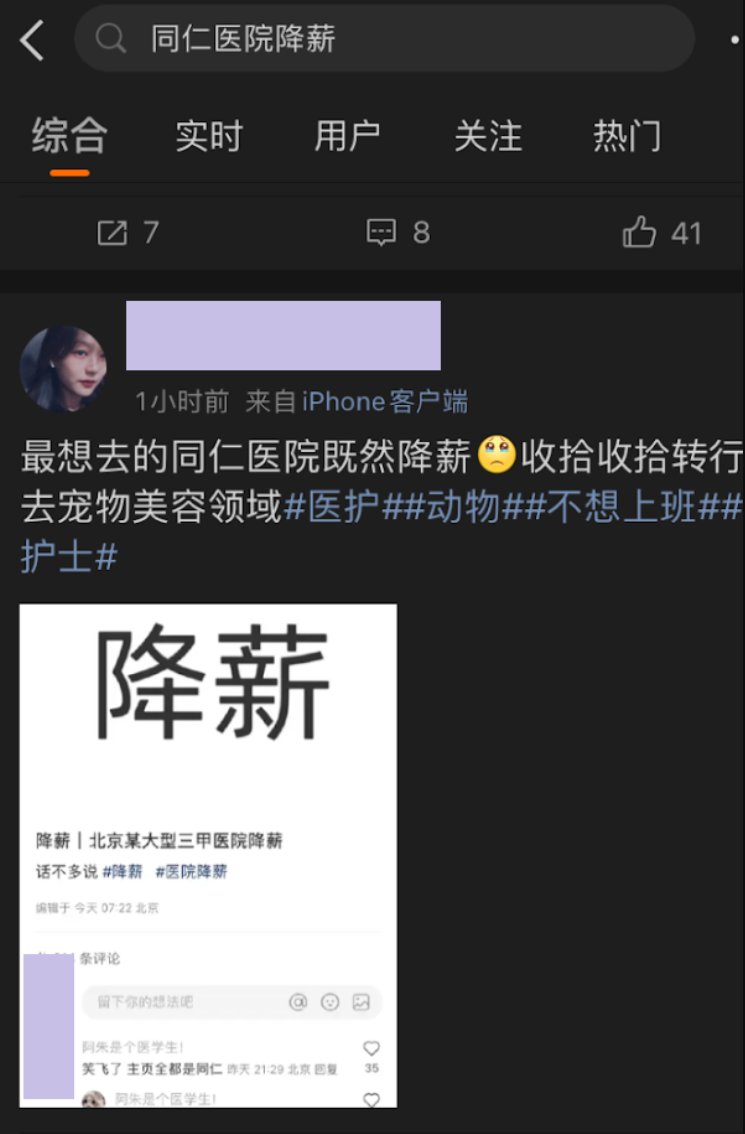 同仁医院降薪
综合 实时 用户 关注 热门
7 8 41
1小时前 来自iPhone客户端
最想去的同仁医院既然降薪🥺收拾收拾转行
去宠物美容领域#医护##动物##不想上班##
护士#
降薪
降薪｜北京某大型三甲医院降薪
话不多说 #降薪 #医院降薪
编辑于 今天 07:22 北京
条评论
留下你的想法吧
阿朱是个医学生!
笑飞了 主页全都是同仁 昨天 21:29 北京 回复
35
阿朱是个医学生!